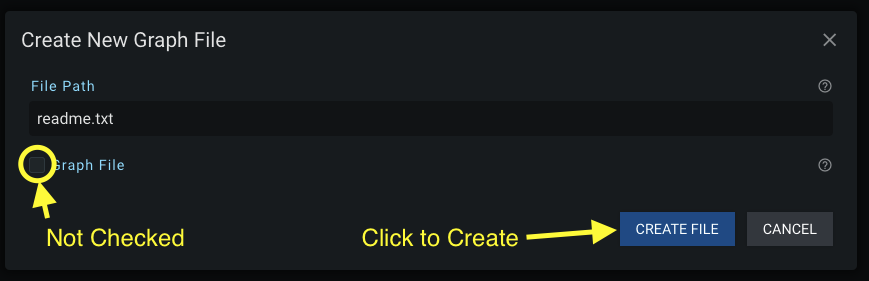 Create New Graph File
File Path
readme.txt
Graph File
Not Checked
Click to Create
CREATE FILE
CANCEL